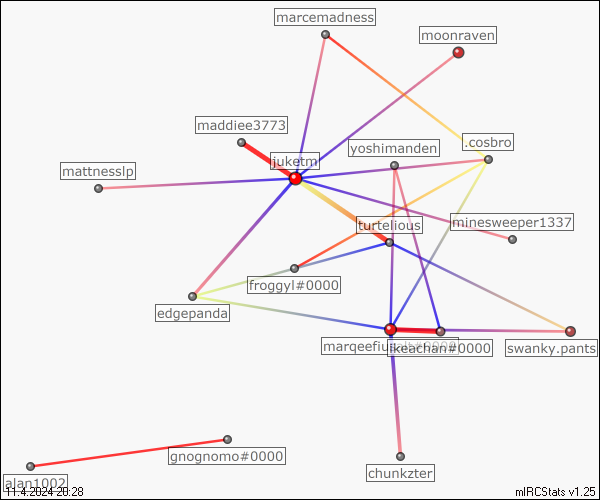 marcemadness
moonraven
maddiee3773
juketm
yoshimanden
.cosbro
mattnesslp
turtelious
minesweeper1337
froggyl#0000
edgepanda
ikeachan#0000
swanky.pants
gnognomo#0000
chunkzter
alan1002
11.4.2024 20:28
mIRCStats v1.25